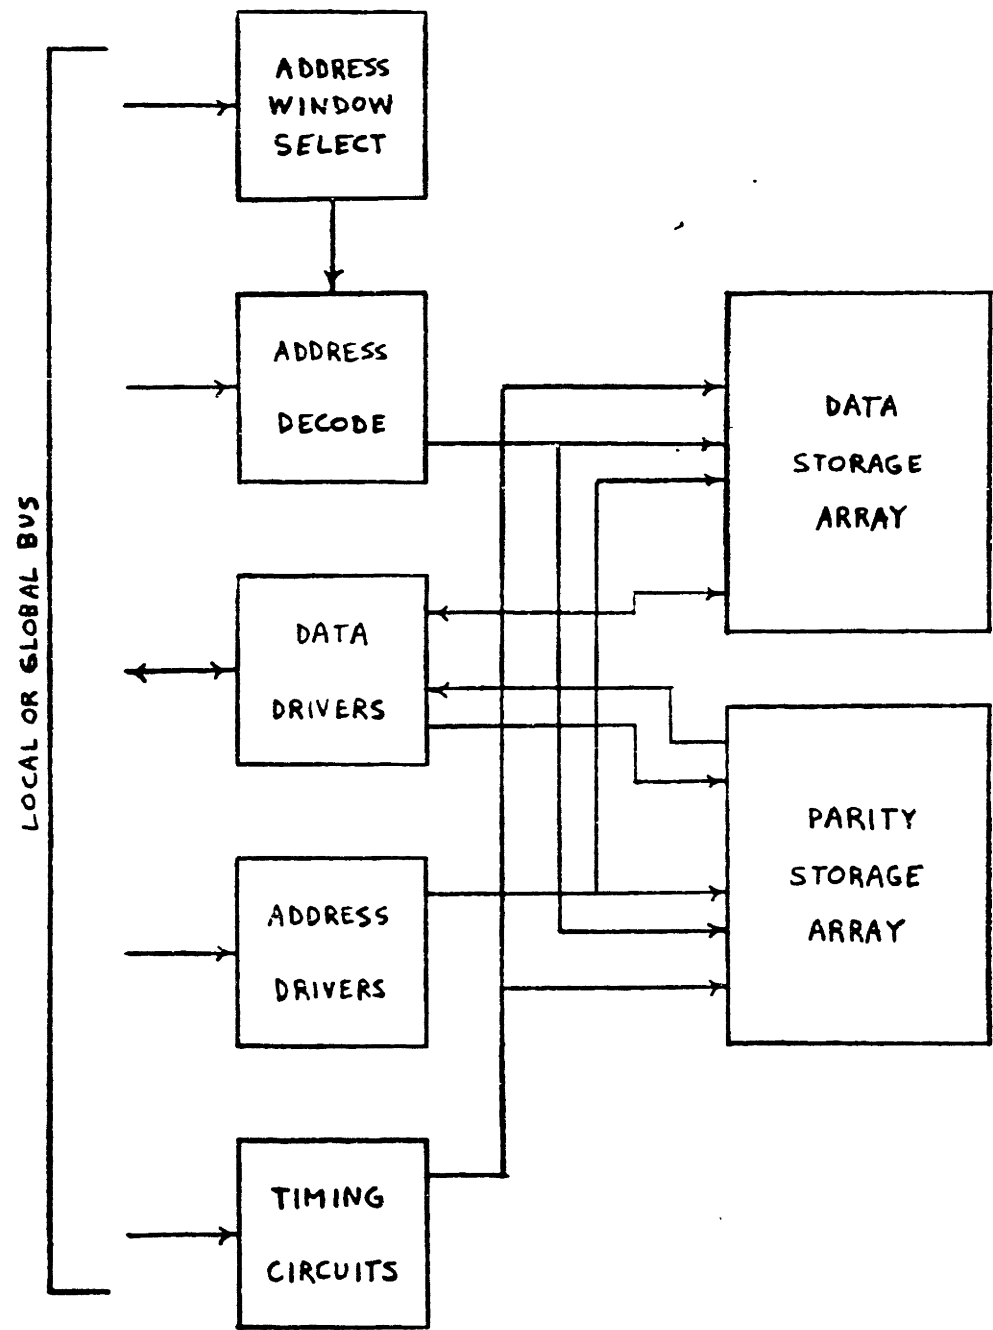 LOCAL OR GLOBAL BUS
ADDRESS
WINDOW
SELECT
ADDRESS
DECODE
DATA
DRIVERS
ADDRESS
DRIVERS
TIMING
CIRCUITS
DATA
STORAGE
ARRAY
PARITY
STORAGE
ARRAY